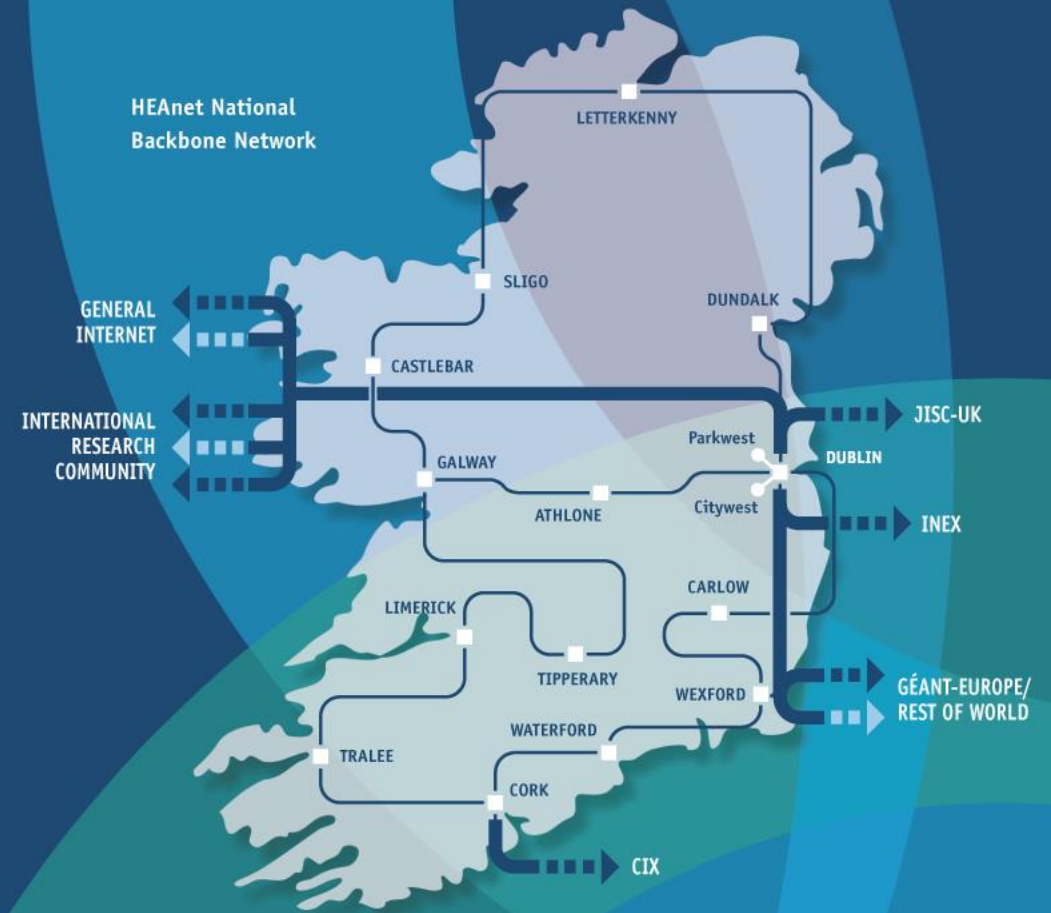 HEAnet National
Backbone Network
LETTERKENNY
SLIGO
DUNDALK
GENERAL
INTERNET
CASTLEBAR
INTERNATIONAL
RESEARCH
COMMUNITY
JISC-UK
Parkwest
DUBLIN
GALWAY
Citywest
ATHLONE
INEX
CARLOW
LIMERICK
TIPPERARY
WEXFORD
GÉANT-EUROPE/
REST OF WORLD
WATERFORD
TRALEE
CORK
CIX